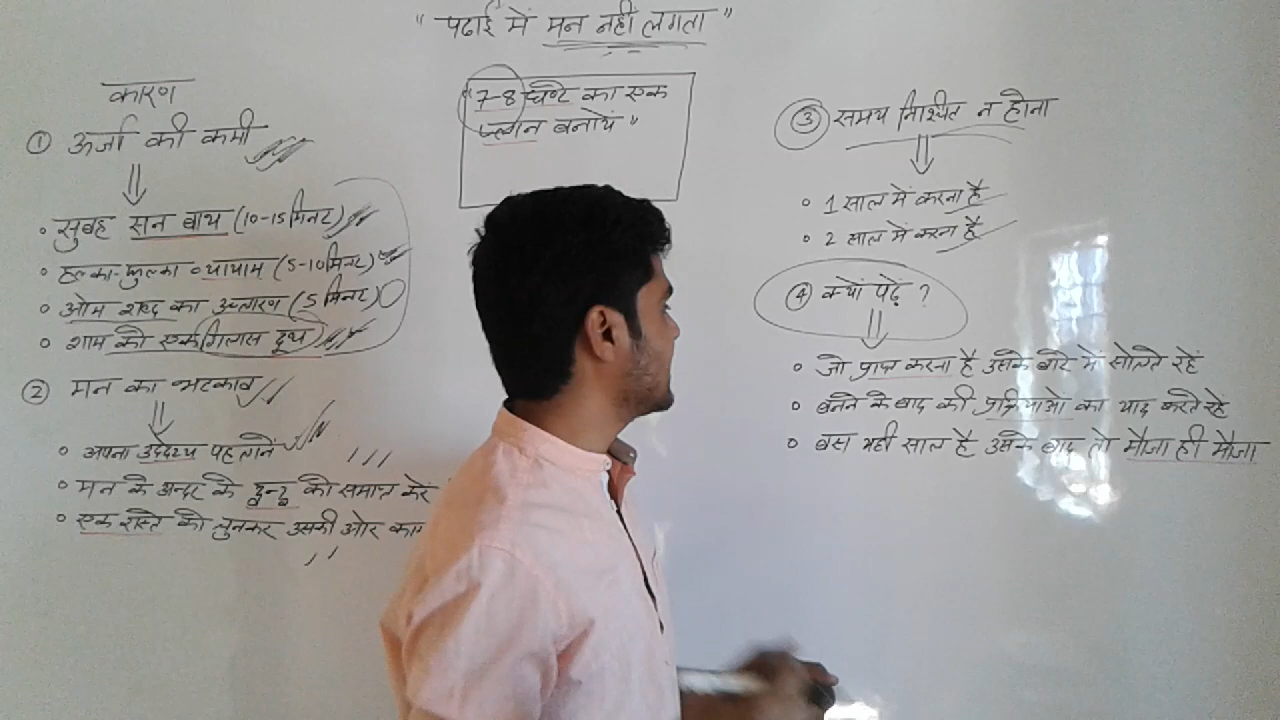 " पढाई में मन नहीं लगता "
कारण
① ऊर्जा की कमी
• सुबह सन बाथ (10-15 मिनट)
• हल्का-फुल्का व्यायाम (5-10 मिनट)
• ओम शब्द का उच्चारण (5 मिनट)
• शाम को एक गिलास दूध
② मन का भटकाव
• अपना उद्देश्य पहचानें
• मन के अन्दर के द्वन्द्व को समाप्त करे
• एक रास्ते को चुनकर उसकी ओर
"7-8 घण्टे का एक
प्लान बनायें"
③ समय निश्चित न होना
• 1 साल में करना है
• 2 साल में करना है
④ क्यों पढ़ें ?
• जो प्राप्त करना है उसके बारे में सोचते रहें
• बनने के बाद की प्रक्रियाओ का याद करते रहे
• बस यही साल है उसके बाद तो मौजा ही मौजा